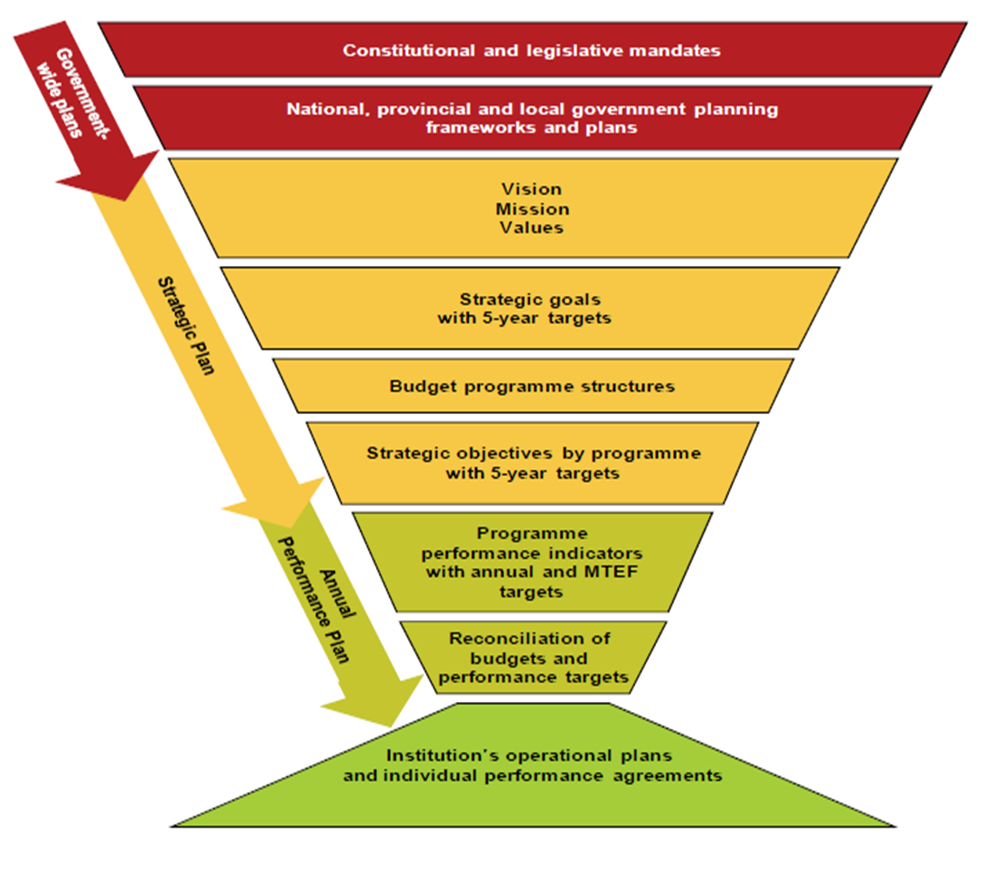 Government-
wide plans
Constitutional and legislative mandates
National, provincial and local government planning
frameworks and plans
Strategic Plan
Vision
Mission
Values
Strategic goals
with 5-year targets
Budget programme structures
Strategic objectives by programme
with 5-year targets
Annual
Performance Plan
Programme
performance indicators
with annual and MTEF
targets
Reconciliation of
budgets and
performance targets
Institution's operational plans
and individual performance agreements